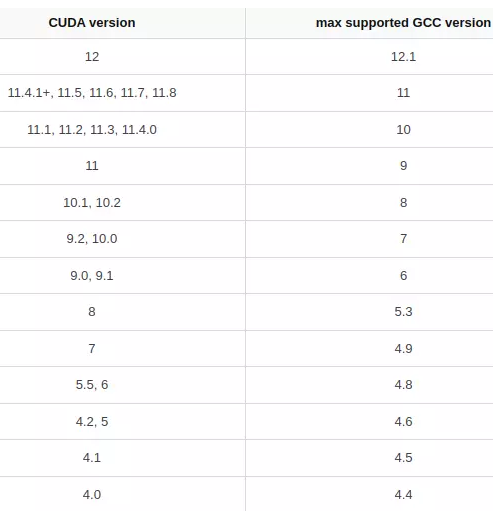 CUDA version max supported GCC version
12 12.1
11.4.1+, 11.5, 11.6, 11.7, 11.8 11
11.1, 11.2, 11.3, 11.4.0 10
11 9
10.1, 10.2 8
9.2, 10.0 7
9.0, 9.1 6
8 5.3
7 4.9
5.5, 6 4.8
4.2, 5 4.6
4.1 4.5
4.0 4.4